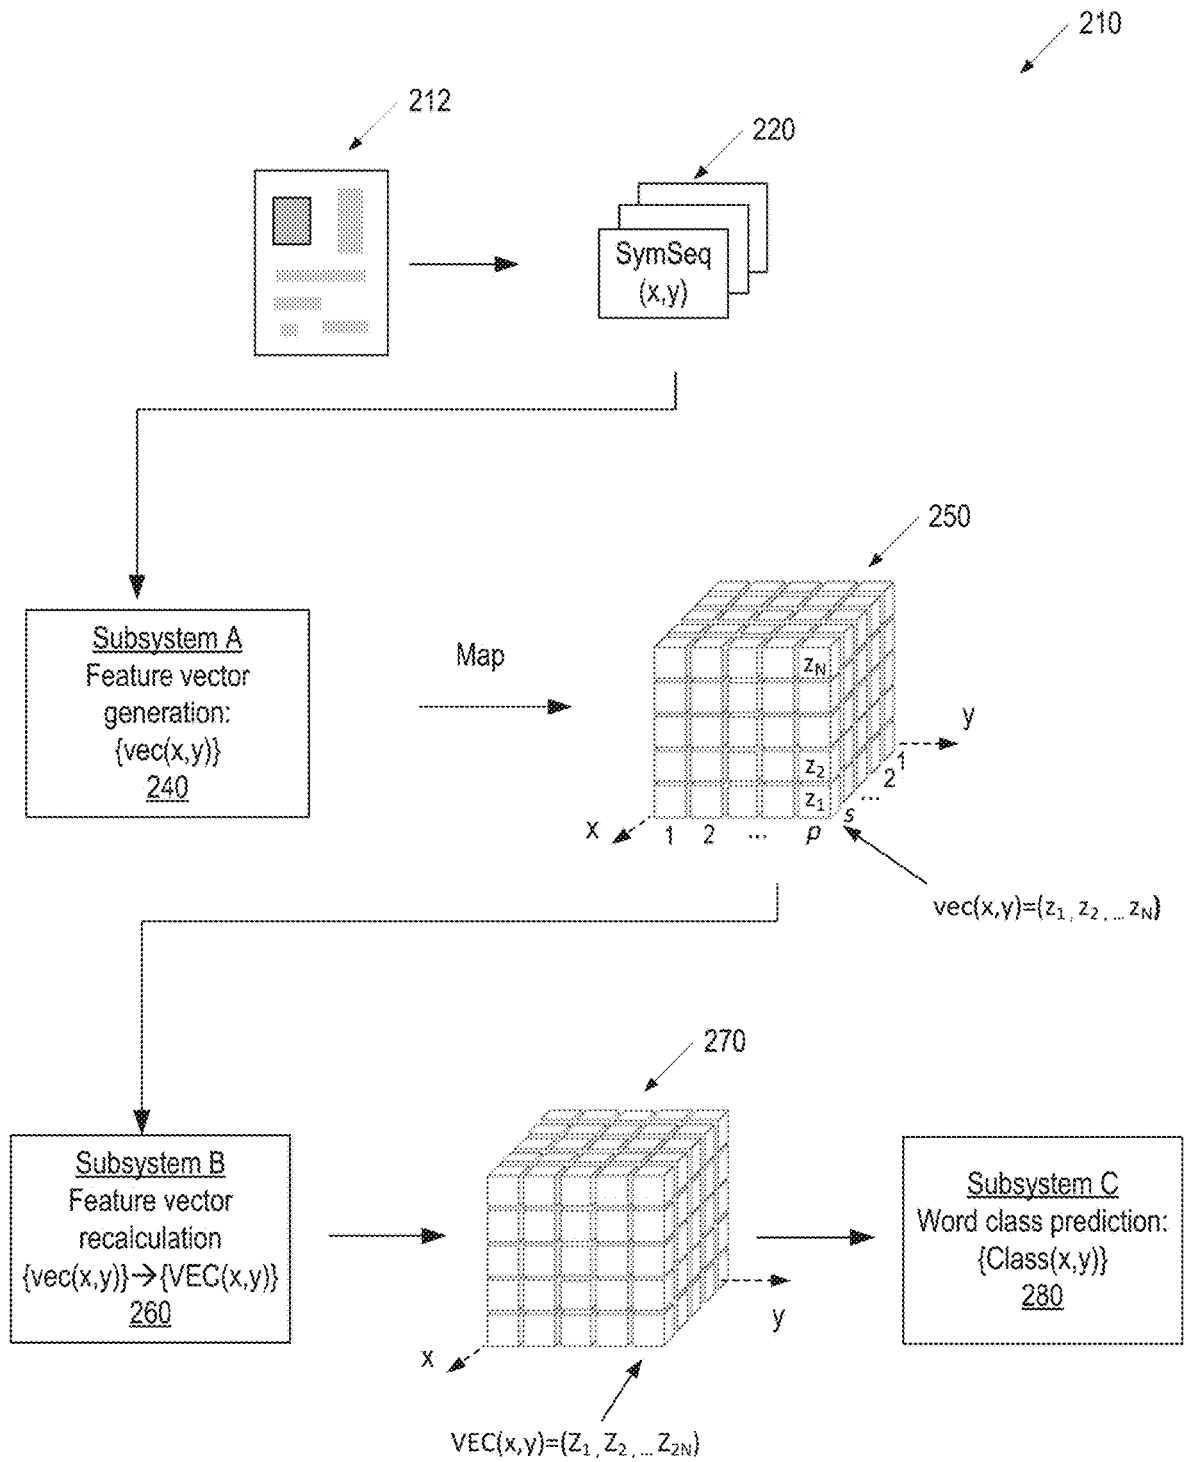 210
212
220
SymSeq
(x,y)
250
Subsystem A
Feature vector
generation:
{vec(x,y)}
240
Map
zN
z2
z1
y
x
1 2 ... p
s ... 2 1
vec(x,y)=(z1, z2, ... zN)
270
Subsystem B
Feature vector
recalculation
{vec(x,y)}→{VEC(x,y)}
260
y
x
VEC(x,y)=(Z1, Z2, ... Z2N)
Subsystem C
Word class prediction:
{Class(x,y)}
280